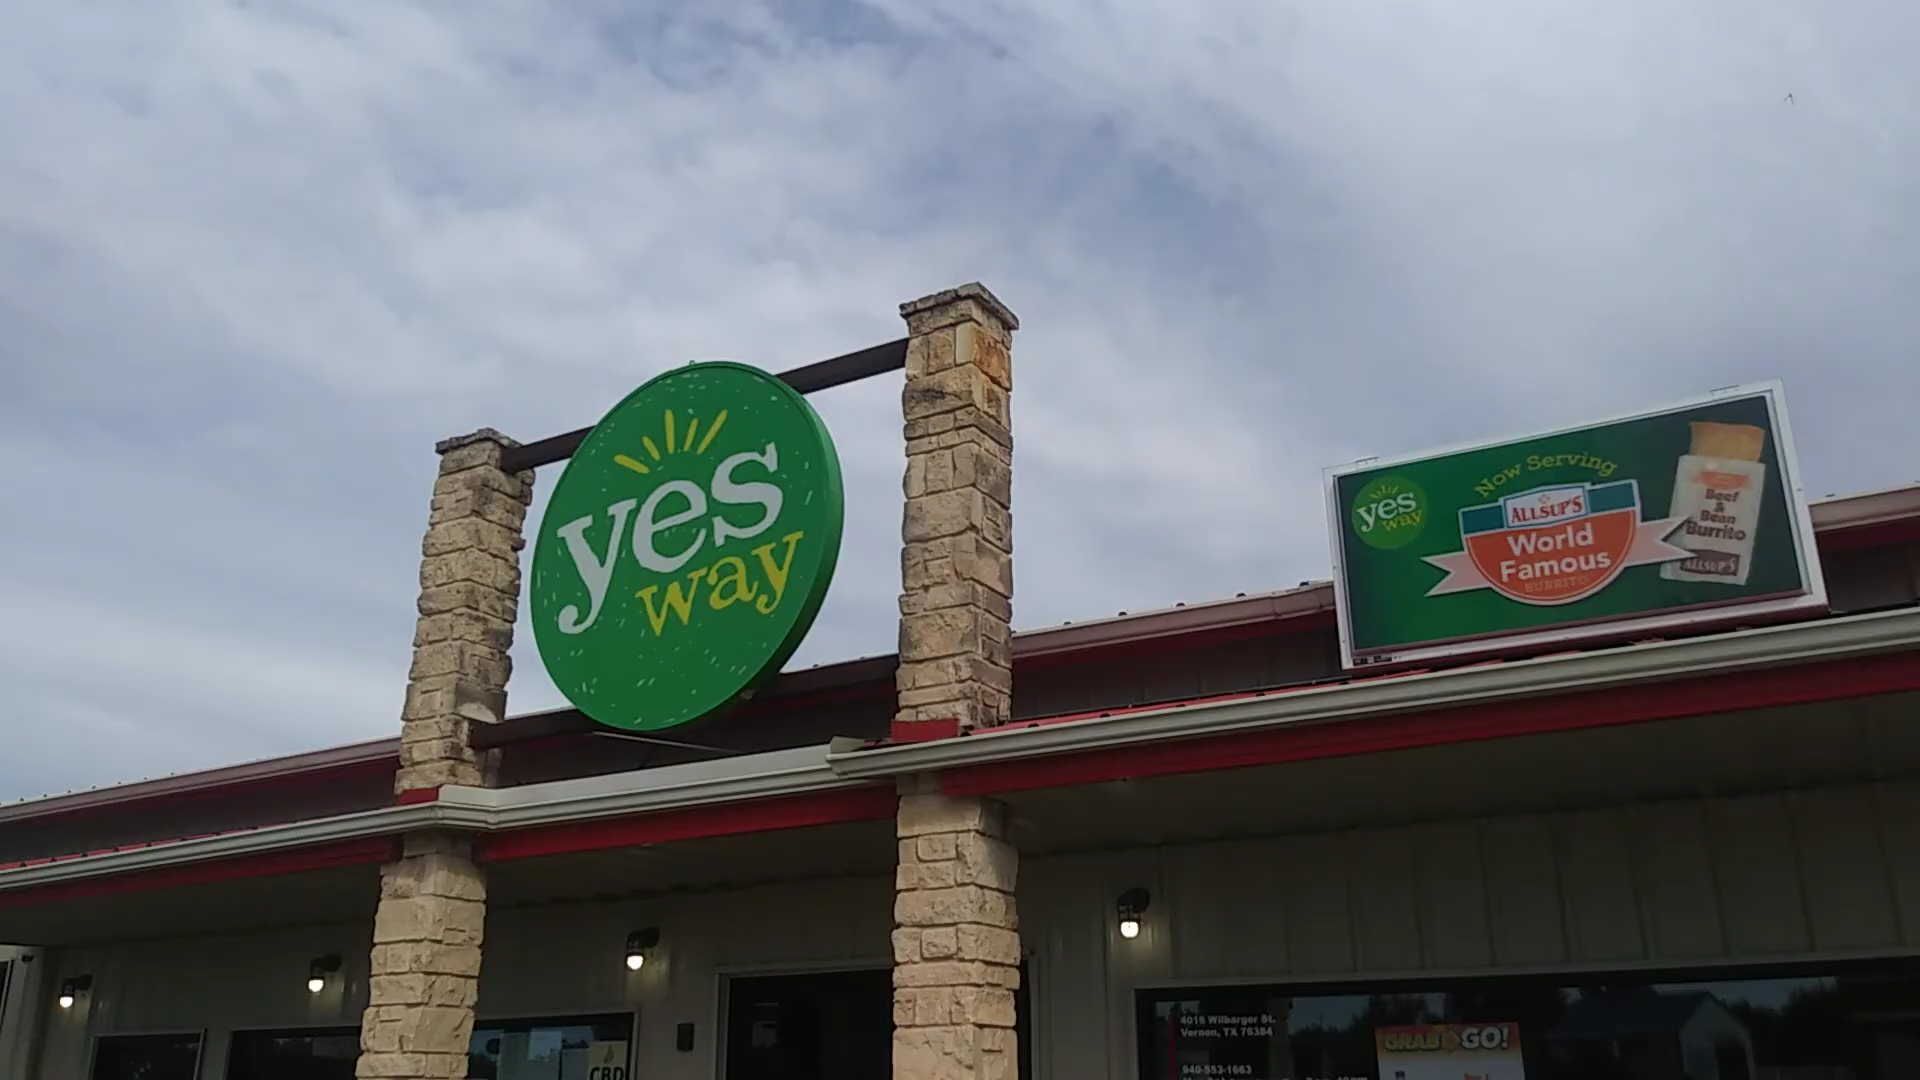 yes
way
yes
way
Now Serving
ALLSUP'S
World
Famous
BURRITO
Beef
&
Bean
Burrito
ALLSUP'S
4015 Wilbarger St.
Vernon, TX 76384
940-553-1663
GRAB GO!
CBD